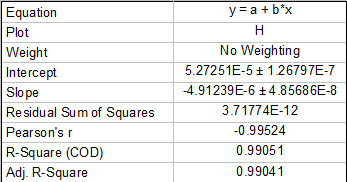 Equation y = a + b*x
Plot H
Weight No Weighting
Intercept 5.27251E-5 ± 1.26797E-7
Slope -4.91239E-6 ± 4.85686E-8
Residual Sum of Squares 3.71774E-12
Pearson's r -0.99524
R-Square (COD) 0.99051
Adj. R-Square 0.99041